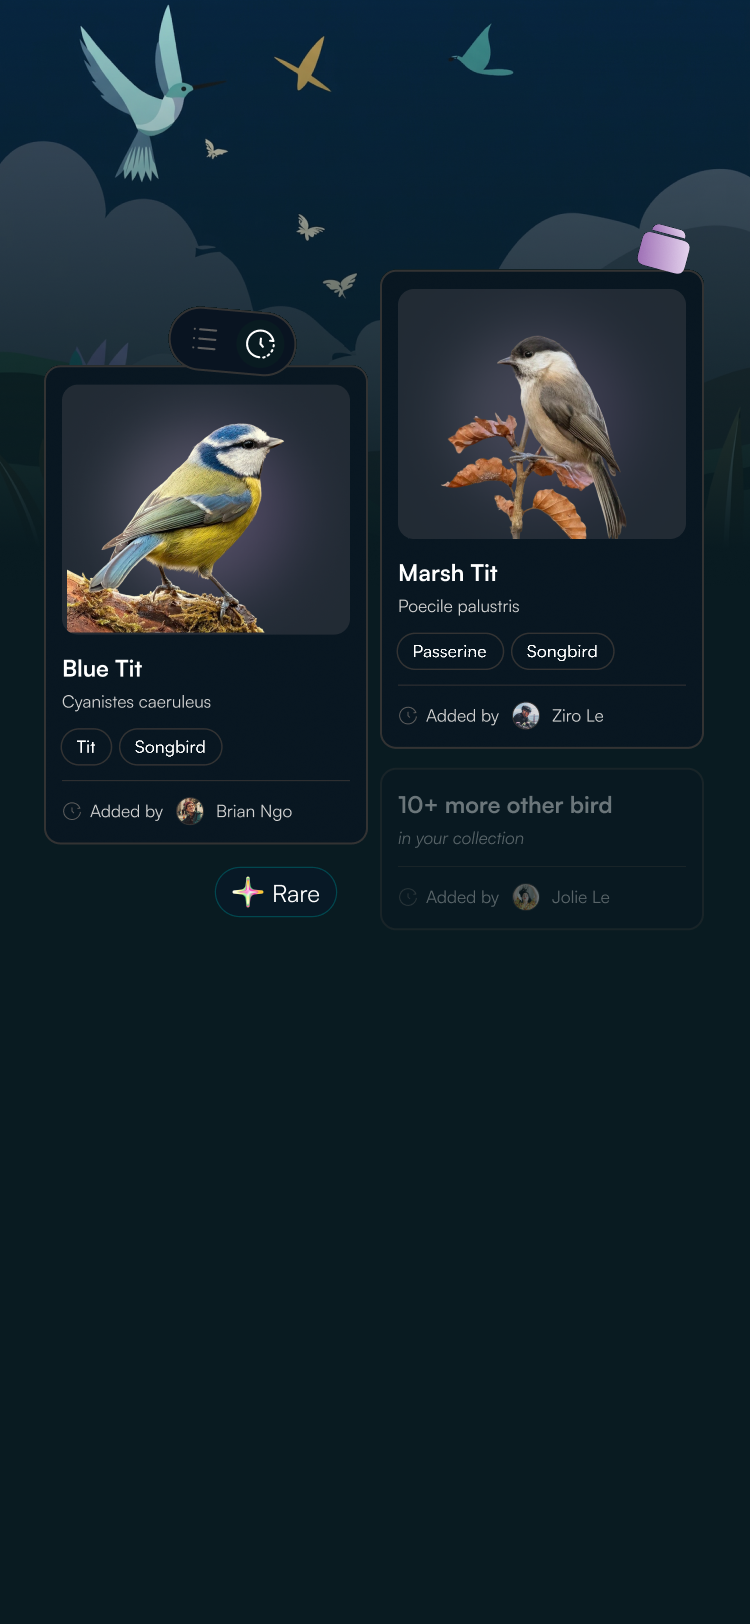 Blue Tit
Cyanistes caeruleus
Tit
Songbird
Added by
Brian Ngo
Rare
Marsh Tit
Poecile palustris
Passerine
Songbird
Added by
Ziro Le
10+ more other bird
in your collection
Added by
Jolie Le